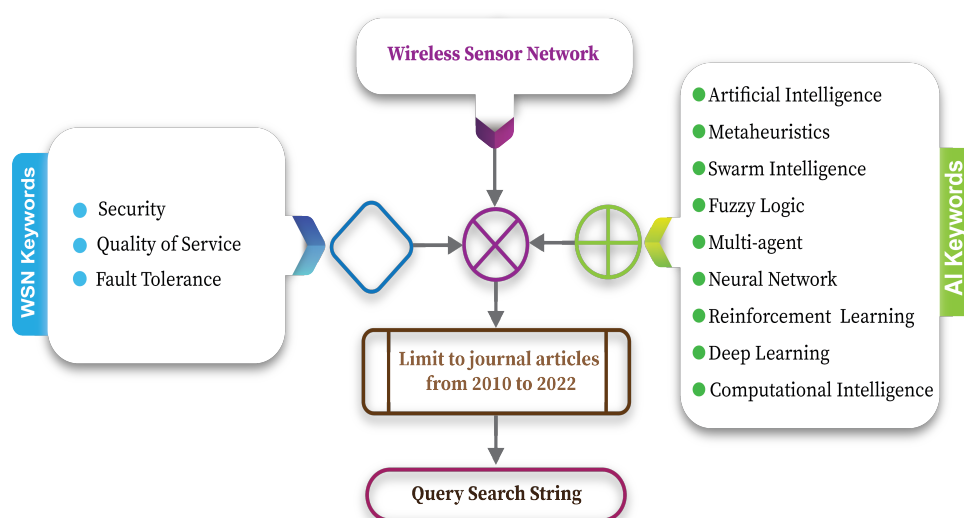 Wireless Sensor Network
WSN Keywords
Security
Quality of Service
Fault Tolerance
AI Keywords
Artificial Intelligence
Metaheuristics
Swarm Intelligence
Fuzzy Logic
Multi-agent
Neural Network
Reinforcement Learning
Deep Learning
Computational Intelligence
Limit to journal articles
from 2010 to 2022
Query Search String